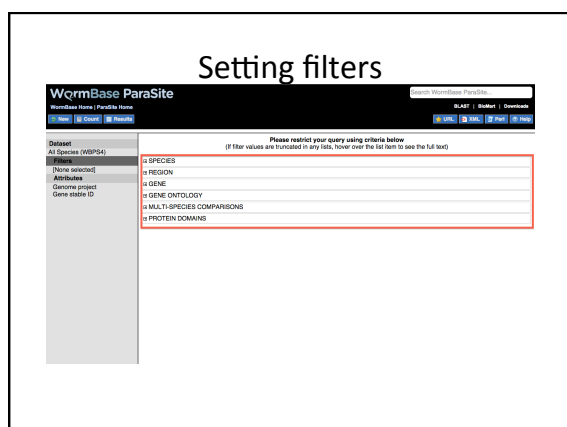 Setting filters
WormBase ParaSite
Search WormBase ParaSite...
WormBase Home | ParaSite Home
BLAST | BioMart | Downloads
New Count Results
URL XML Perl Help
Please restrict your query using criteria below
(If filter values are truncated in any lists, hover over the list item to see the full text)
Dataset
All Species (WBPS4)
Filters
[None selected]
Attributes
Genome project
Gene stable ID
SPECIES
REGION
GENE
GENE ONTOLOGY
MULTI-SPECIES COMPARISONS
PROTEIN DOMAINS